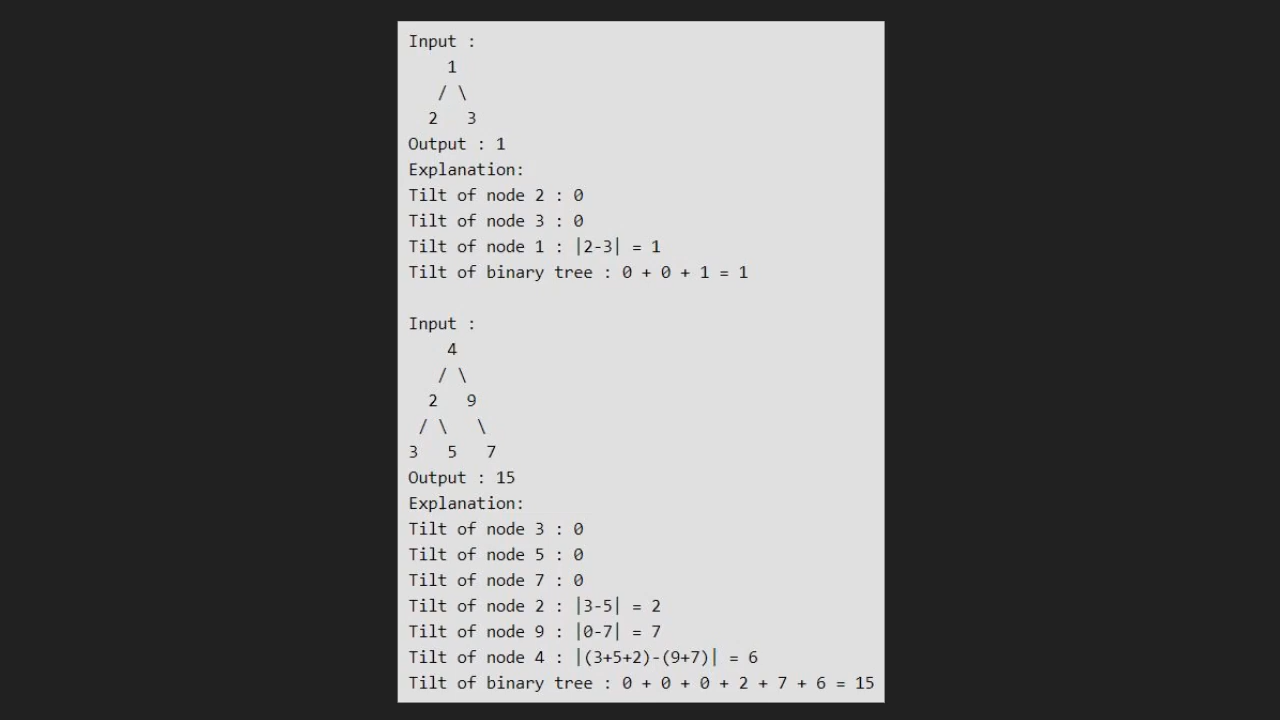 Input :
1
/ \
2 3
Output : 1
Explanation:
Tilt of node 2 : 0
Tilt of node 3 : 0
Tilt of node 1 : |2-3| = 1
Tilt of binary tree : 0 + 0 + 1 = 1
Input :
4
/ \
2 9
/ \ \
3 5 7
Output : 15
Explanation:
Tilt of node 3 : 0
Tilt of node 5 : 0
Tilt of node 7 : 0
Tilt of node 2 : |3-5| = 2
Tilt of node 9 : |0-7| = 7
Tilt of node 4 : |(3+5+2)-(9+7)| = 6
Tilt of binary tree : 0 + 0 + 0 + 2 + 7 + 6 = 15